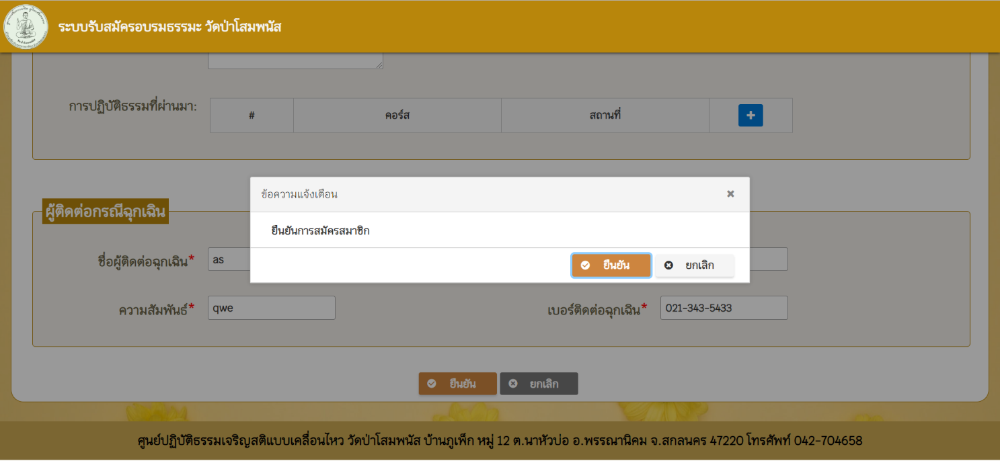 ระบบรับสมัครอบรมธรรมะ วัดป่าโสมพนัส
การปฏิบัติธรรมที่ผ่านมา:
# คอร์ส สถานที่
ข้อความแจ้งเตือน
ยืนยันการสมัครสมาชิก
ยืนยัน ยกเลิก
ผู้ติดต่อกรณีฉุกเฉิน
ชื่อผู้ติดต่อฉุกเฉิน* as
ความสัมพันธ์* qwe เบอร์ติดต่อฉุกเฉิน* 021-343-5433
ยืนยัน ยกเลิก
ศูนย์ปฏิบัติธรรมเจริญสติแบบเคลื่อนไหว วัดป่าโสมพนัส บ้านภูเพ็ก หมู่ 12 ต.นาหัวบ่อ อ.พรรณานิคม จ.สกลนคร 47220 โทรศัพท์ 042-704658